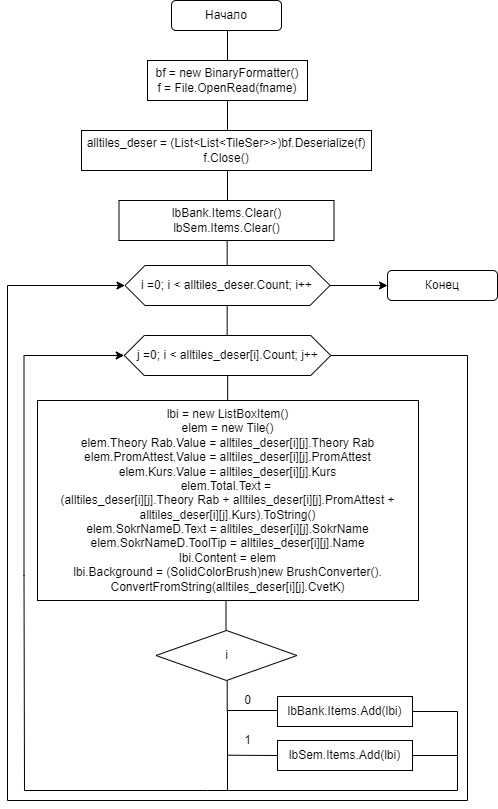 Начало
bf = new BinaryFormatter()
f = File.OpenRead(fname)
alltiles_deser = (List<List<TileSer>>)bf.Deserialize(f)
f.Close()
lbBank.Items.Clear()
lbSem.Items.Clear()
i =0; i < alltiles_deser.Count; i++
Конец
j =0; i < alltiles_deser[i].Count; j++
lbi = new ListBoxItem()
elem = new Tile()
elem.Theory Rab.Value = alltiles_deser[i][j].Theory Rab
elem.PromAttest.Value = alltiles_deser[i][j].PromAttest
elem.Kurs.Value = alltiles_deser[i][j].Kurs
elem.Total.Text =
(alltiles_deser[i][j].Theory Rab + alltiles_deser[i][j].PromAttest +
alltiles_deser[i][j].Kurs).ToString()
elem.SokrNameD.Text = alltiles_deser[i][j].SokrName
elem.SokrNameD.ToolTip = alltiles_deser[i][j].Name
lbi.Content = elem
lbi.Background = (SolidColorBrush)new BrushConverter().
ConvertFromString(alltiles_deser[i][j].CvetK)
i
0
lbBank.Items.Add(lbi)
1
lbSem.Items.Add(lbi)